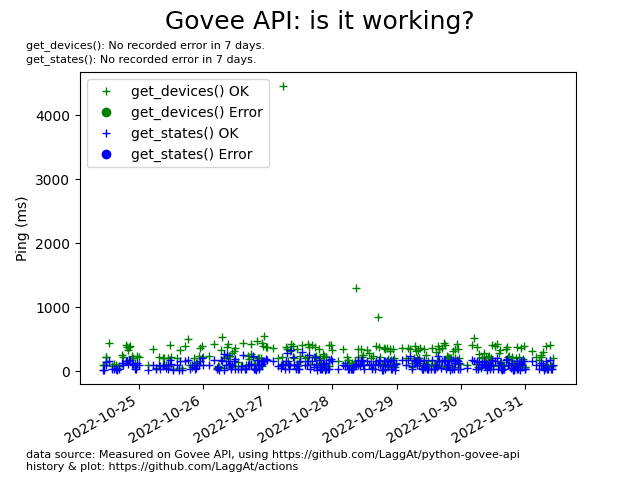 Govee API: is it working?
get_devices(): No recorded error in 7 days.
get_states(): No recorded error in 7 days.
get_devices() OK
get_devices() Error
get_states() OK
get_states() Error
Ping (ms)
4000
3000
2000
1000
0
2022-10-25
2022-10-26
2022-10-27
2022-10-28
2022-10-29
2022-10-30
2022-10-31
data source: Measured on Govee API, using https://github.com/LaggAt/python-govee-api
history & plot: https://github.com/LaggAt/actions